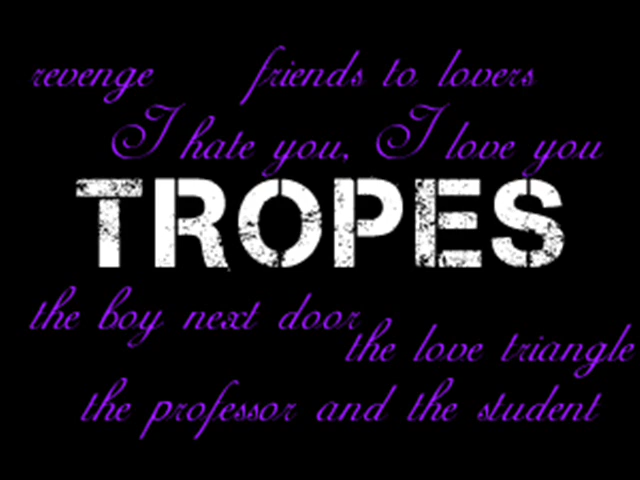 revenge friends to lovers
I hate you, I love you
TROPES
the boy next door
the love triangle
the professor and the student